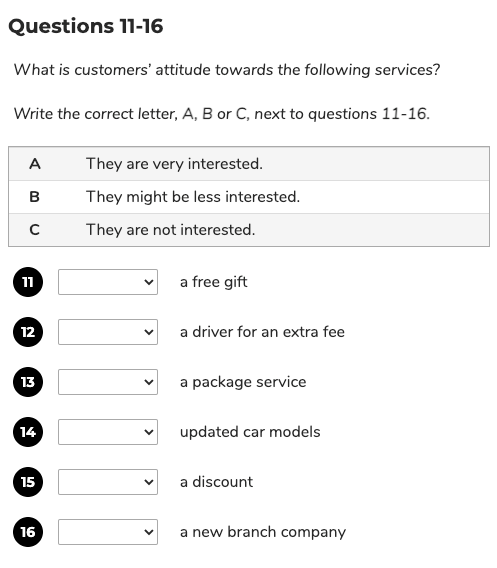 Questions 11-16
What is customers' attitude towards the following services?
Write the correct letter, A, B or C, next to questions 11-16.
A They are very interested.
B They might be less interested.
C They are not interested.
11 a free gift
12 a driver for an extra fee
13 a package service
14 updated car models
15 a discount
16 a new branch company